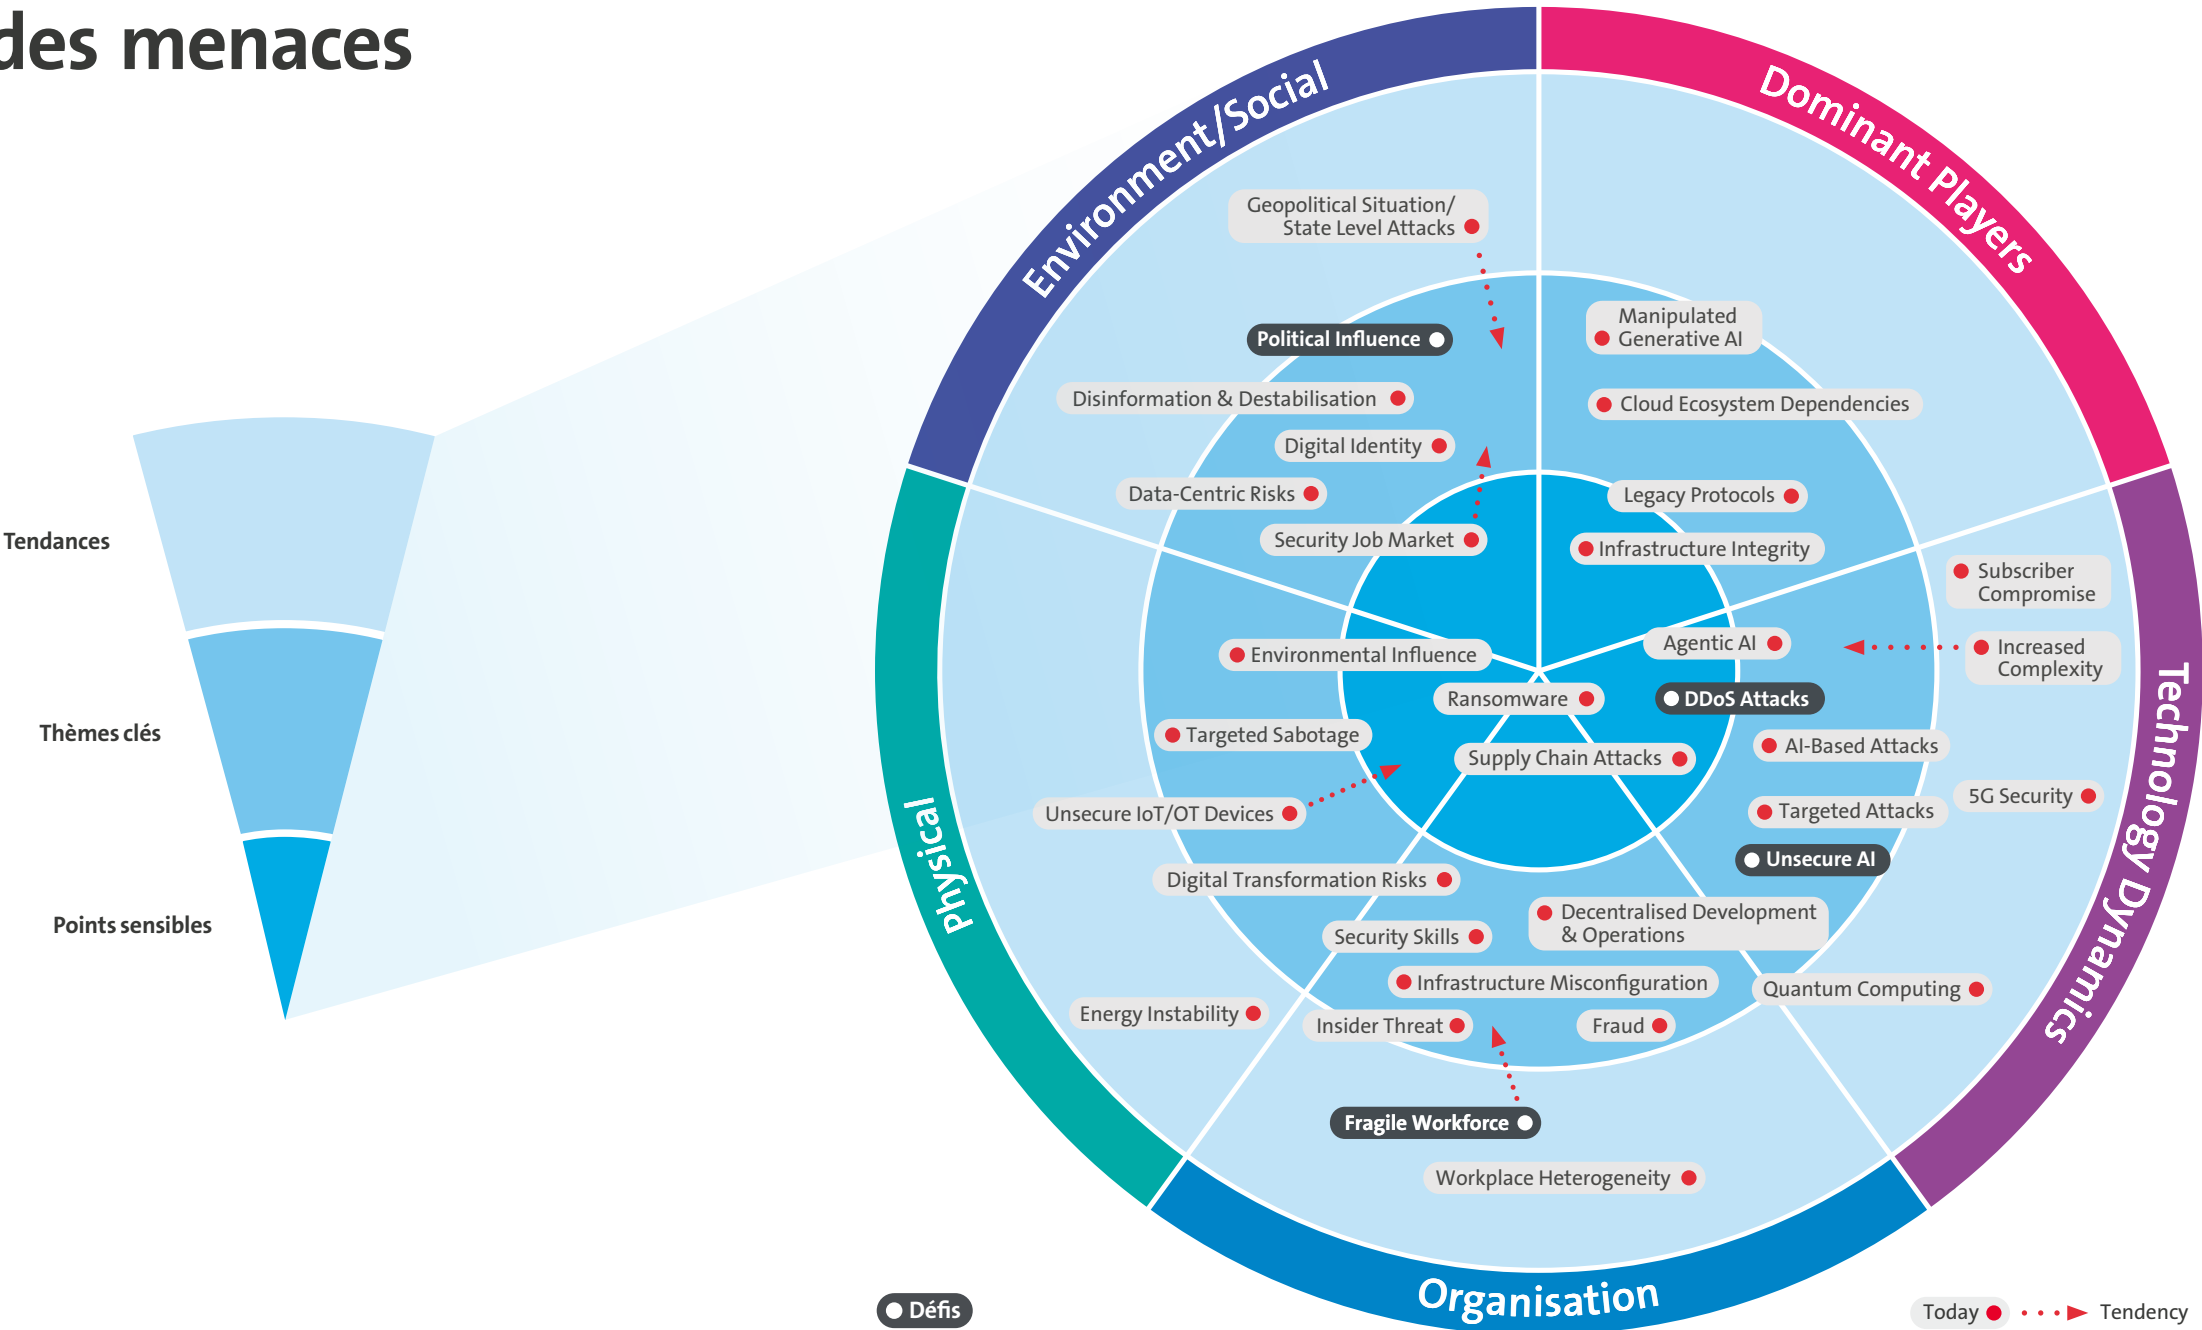 des menaces
Tendances
Thèmes clés
Points sensibles
Environment/Social
Dominant Players
Technology Dynamics
Organisation
Physical
Geopolitical Situation/
State Level Attacks
Political Influence
Disinformation & Destabilisation
Digital Identity
Data-Centric Risks
Security Job Market
Manipulated
Generative AI
Cloud Ecosystem Dependencies
Legacy Protocols
Infrastructure Integrity
Subscriber
Compromise
Agentic AI
Increased
Complexity
DDoS Attacks
AI-Based Attacks
5G Security
Targeted Attacks
Unsecure AI
Quantum Computing
Environmental Influence
Ransomware
Targeted Sabotage
Supply Chain Attacks
Unsecure IoT/OT Devices
Digital Transformation Risks
Energy Instability
Decentralised Development
& Operations
Security Skills
Infrastructure Misconfiguration
Insider Threat
Fraud
Fragile Workforce
Workplace Heterogeneity
Défis
Today
Tendency